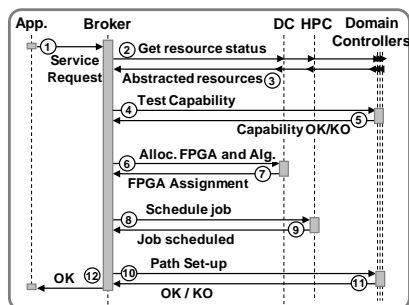 App. Broker DC HPC Domain Controllers
① Service Request
② Get resource status
Abstracted resources ③
④ Test Capability
⑤ Capability OK/KO
⑥ Alloc. FPGA and Alg.
⑦ FPGA Assignment
⑧ Schedule job
⑨ Job scheduled
OK ⑫ ⑩ Path Set-up
⑪ OK / KO